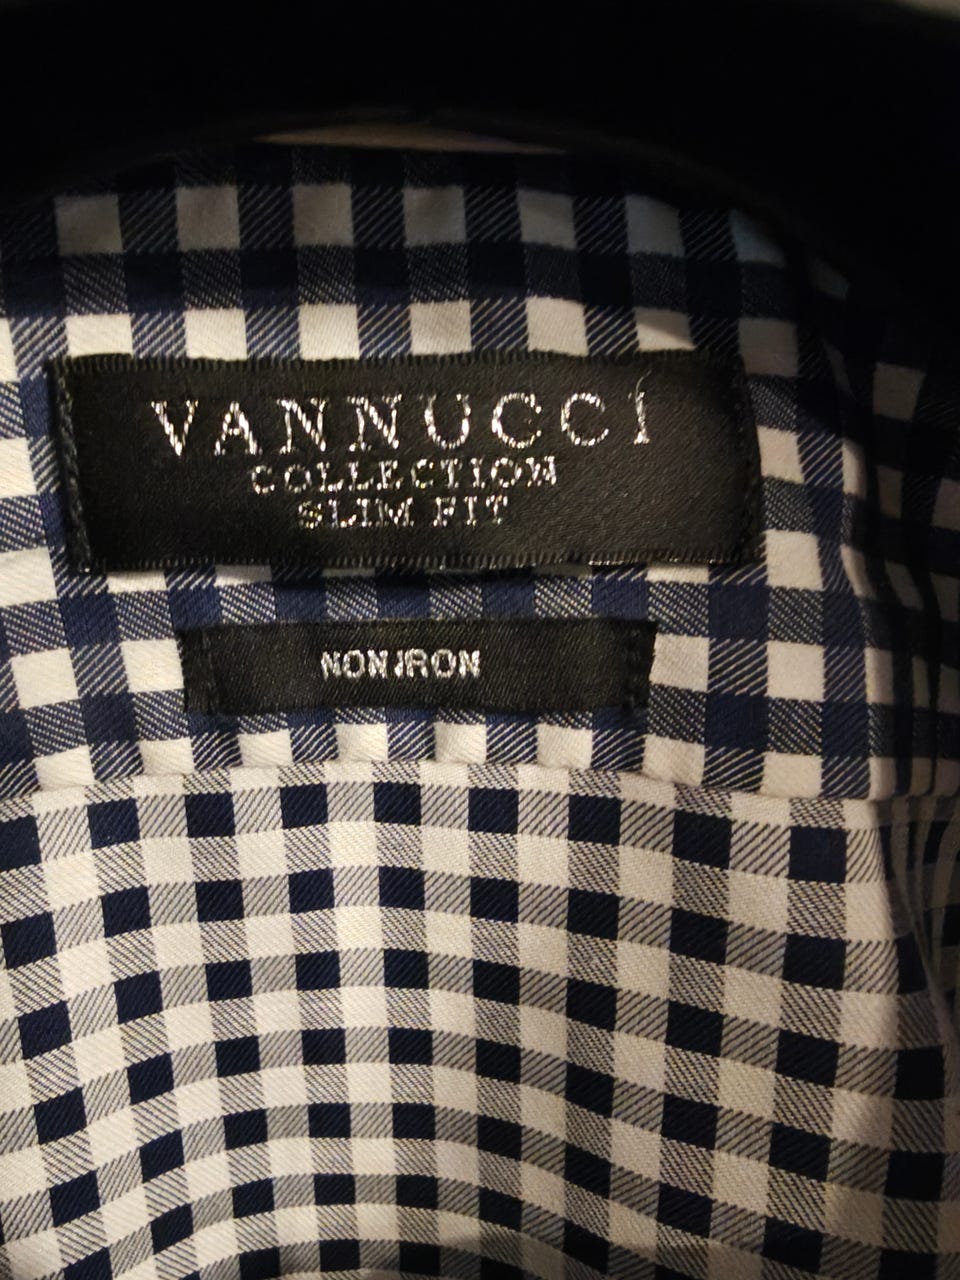 VANNUCCI
COLLECTION
SLIM FIT
NON IRON